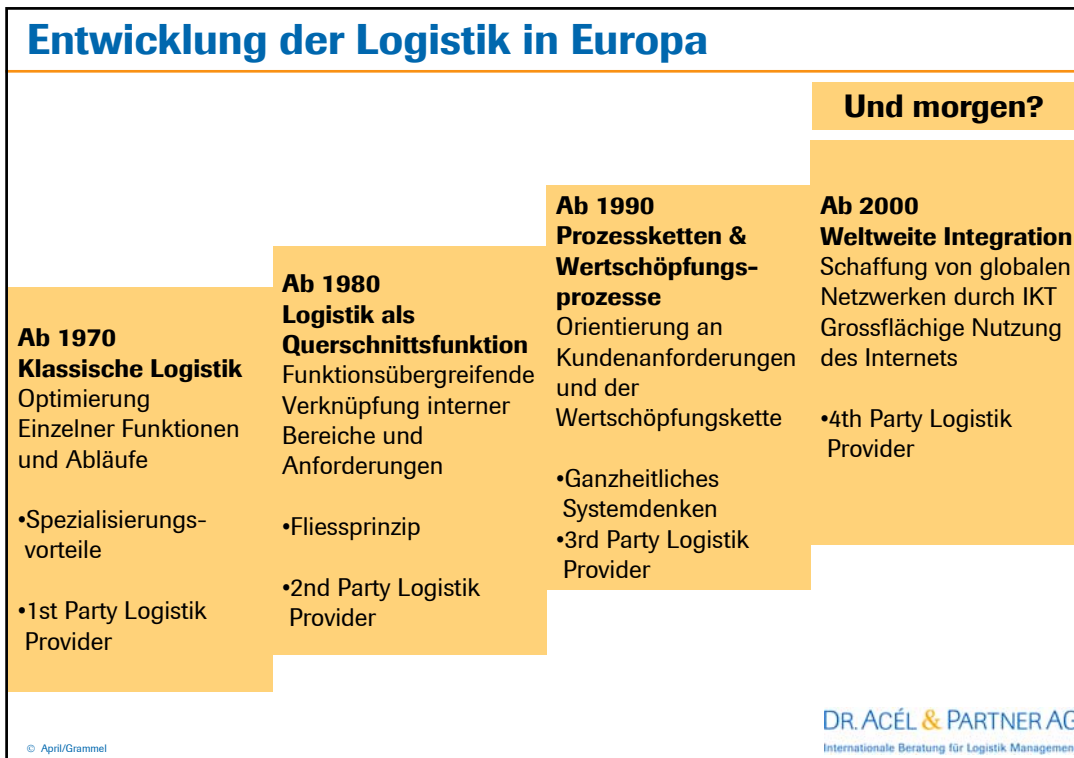 Entwicklung der Logistik in Europa
Und morgen?
Ab 1970
Klassische Logistik
Optimierung
Einzelner Funktionen
und Abläufe
•Spezialisierungs-
vorteile
•1st Party Logistik
Provider
Ab 1980
Logistik als
Querschnittsfunktion
Funktionsübergreifende
Verknüpfung interner
Bereiche und
Anforderungen
•Fliessprinzip
•2nd Party Logistik
Provider
Ab 1990
Prozessketten &
Wertschöpfungs-
prozesse
Orientierung an
Kundenanforderungen
und der
Wertschöpfungskette
•Ganzheitliches
Systemdenken
•3rd Party Logistik
Provider
Ab 2000
Weltweite Integration
Schaffung von globalen
Netzwerken durch IKT
Grossflächige Nutzung
des Internets
•4th Party Logistik
Provider
© April/Grammel
DR. ACÉL & PARTNER AG
Internationale Beratung für Logistik Managemen